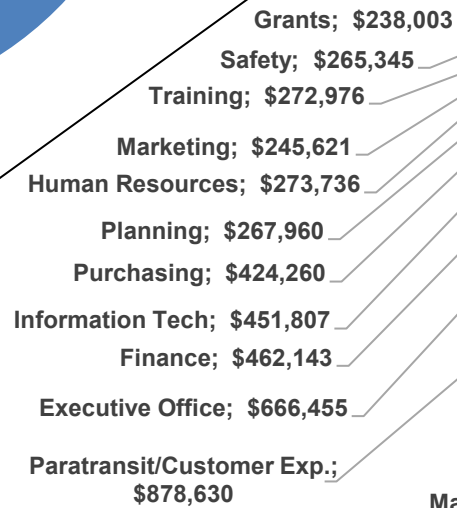 Grants; $238,003
Safety; $265,345
Training; $272,976
Marketing; $245,621
Human Resources; $273,736
Planning; $267,960
Purchasing; $424,260
Information Tech; $451,807
Finance; $462,143
Executive Office; $666,455
Paratransit/Customer Exp.;
$878,630
Ma